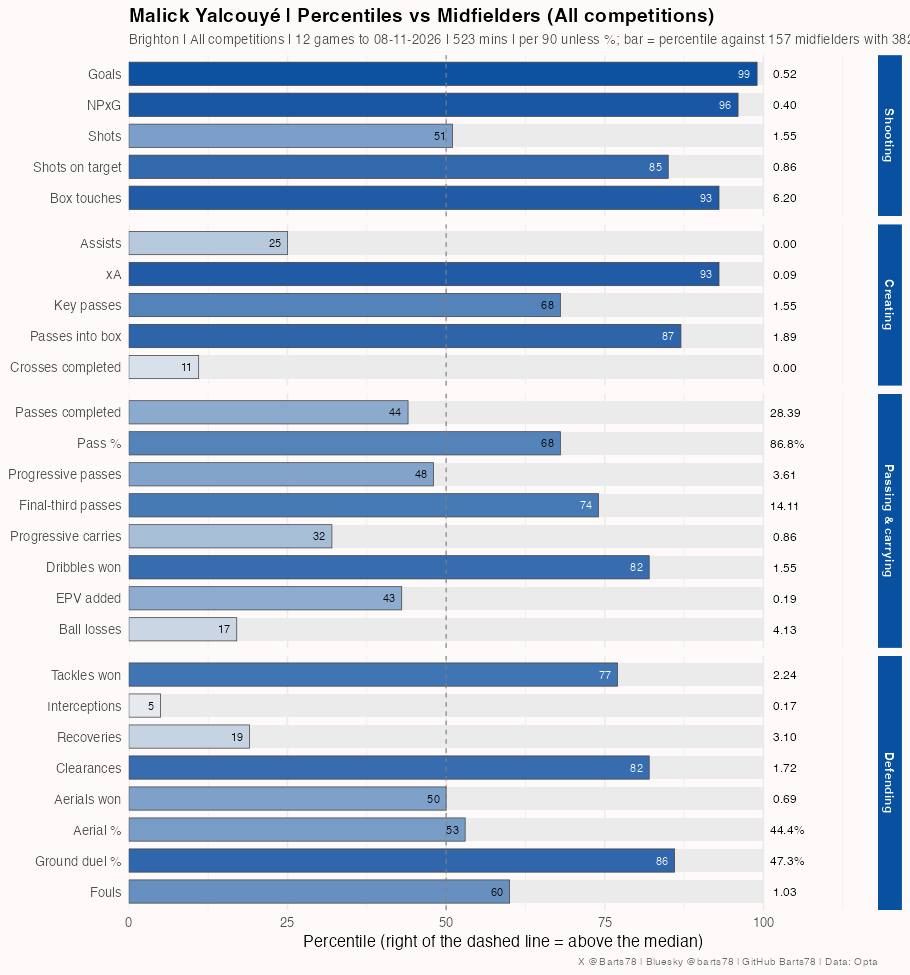 Malick Yalcouyé | Percentiles vs Midfielders (All competitions)
Brighton | All competitions | 12 games to 08-11-2026 | 523 mins | per 90 unless %; bar = percentile against 157 midfielders with 382
Shooting
Goals 99 0.52
NPxG 96 0.40
Shots 51 1.55
Shots on target 85 0.86
Box touches 93 6.20
Creating
Assists 25 0.00
xA 93 0.09
Key passes 68 1.55
Passes into box 87 1.89
Crosses completed 11 0.00
Passing & carrying
Passes completed 44 28.39
Pass % 68 86.8%
Progressive passes 48 3.61
Final-third passes 74 14.11
Progressive carries 32 0.86
Dribbles won 82 1.55
EPV added 43 0.19
Ball losses 17 4.13
Defending
Tackles won 77 2.24
Interceptions 5 0.17
Recoveries 19 3.10
Clearances 82 1.72
Aerials won 50 0.69
Aerial % 53 44.4%
Ground duel % 86 47.3%
Fouls 60 1.03
0 25 50 75 100
Percentile (right of the dashed line = above the median)
X @Barts78 | Bluesky @barts78 | GitHub Barts78 | Data: Opta